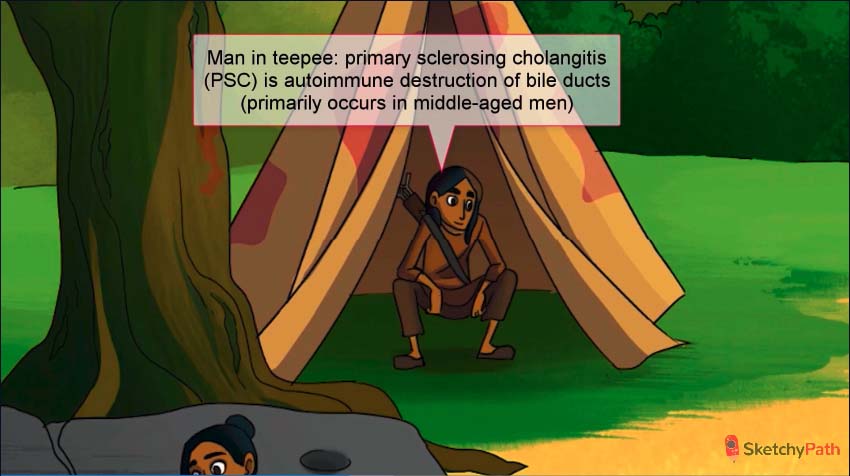 Man in teepee: primary sclerosing cholangitis
(PSC) is autoimmune destruction of bile ducts
(primarily occurs in middle-aged men)
SketchyPath